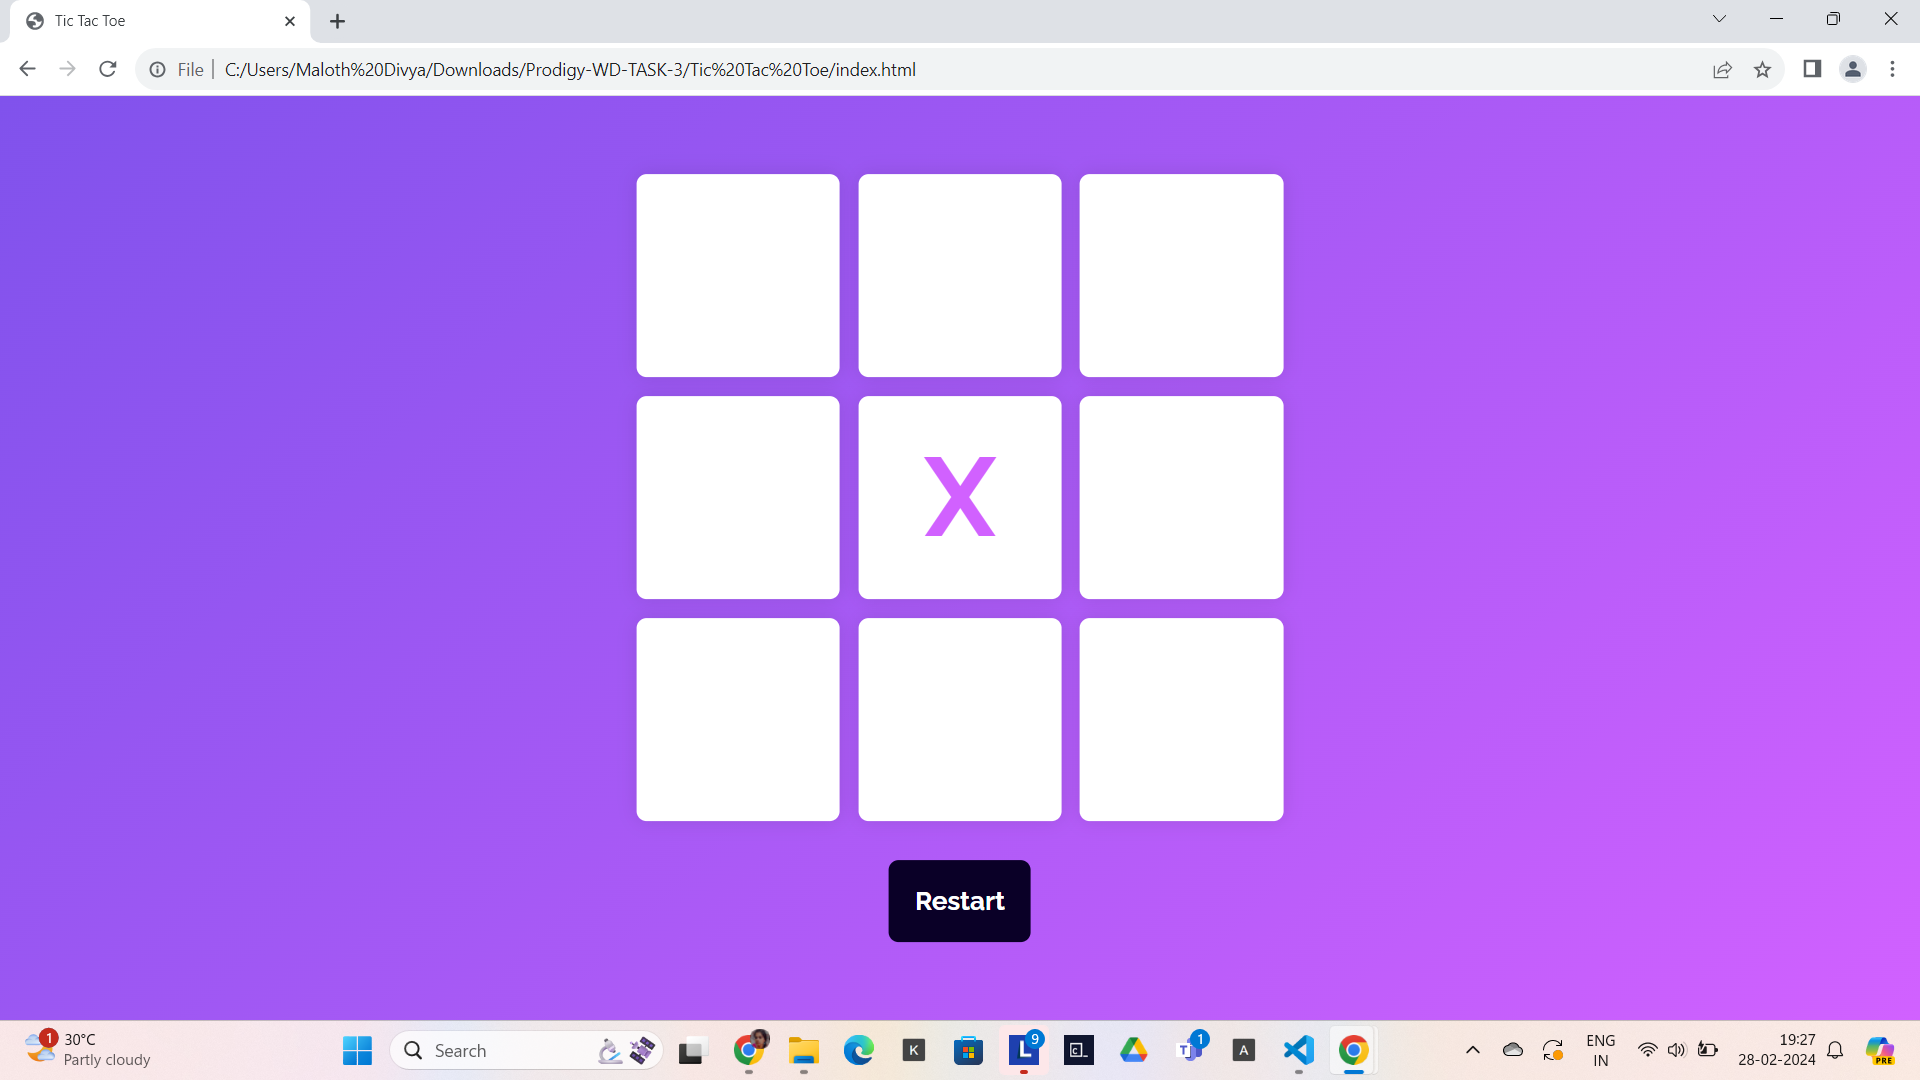 Tic Tac Toe
File C:/Users/Maloth%20Divya/Downloads/Prodigy-WD-TASK-3/Tic%20Tac%20Toe/index.html
X
Restart
1
30°C
Partly cloudy
Search
K
L
9
C\_
T
1
A
ENG
IN
19:27
28-02-2024
PRE